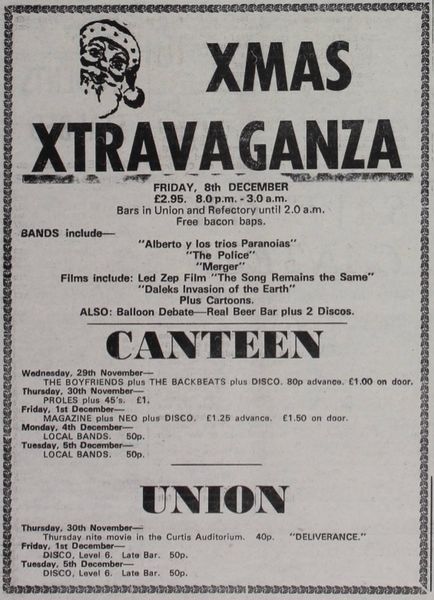 XMAS
XTRAVAGANZA
FRIDAY, 8th DECEMBER
£2.95. 8.0 p.m. - 3.0 a.m.
Bars in Union and Refectory until 2.0 a.m.
Free bacon baps.
BANDS include—
"Alberto y los trios Paranoias"
"The Police"
"Merger"
Films include: Led Zep Film "The Song Remains the Same"
"Daleks Invasion of the Earth"
Plus Cartoons.
ALSO: Balloon Debate—Real Beer Bar plus 2 Discos.
CANTEEN
Wednesday, 29th November—
THE BOYFRIENDS plus THE BACKBEATS plus DISCO. 80p advance. £1.00 on door.
Thursday, 30th November—
PROLES plus 45's. £1.
Friday, 1st December—
MAGAZINE plus NEO plus DISCO. £1.25 advance. £1.50 on door.
Monday, 4th December—
LOCAL BANDS. 50p.
Tuesday, 5th December—
LOCAL BANDS. 50p.
UNION
Thursday, 30th November—
Thursday nite movie in the Curtis Auditorium. 40p. "DELIVERANCE."
Friday, 1st December—
DISCO, Level 6. Late Bar. 50p.
Tuesday, 5th December—
DISCO, Level 6. Late Bar. 50p.